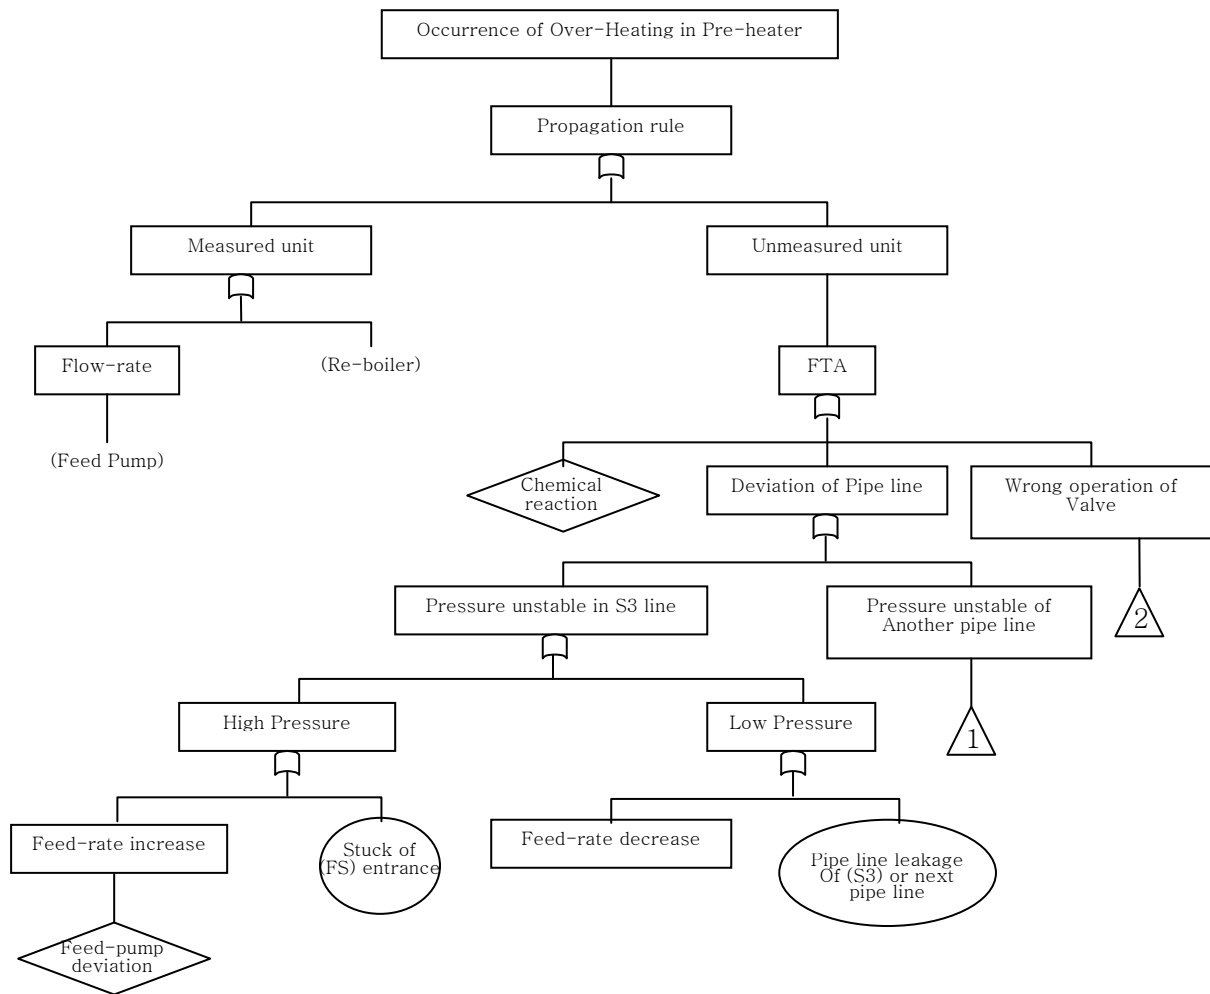 Occurrence of Over-Heating in Pre-heater
Propagation rule
Measured unit
Unmeasured unit
Flow-rate
(Re-boiler)
FTA
(Feed Pump)
Chemical
reaction
Deviation of Pipe line
Wrong operation of
Valve
Pressure unstable in S3 line
Pressure unstable of
Another pipe line
2
High Pressure
Low Pressure
1
Feed-rate increase
Stuck of
(FS) entrance
Feed-rate decrease
Pipe line leakage
Of (S3) or next
pipe line
Feed-pump
deviation